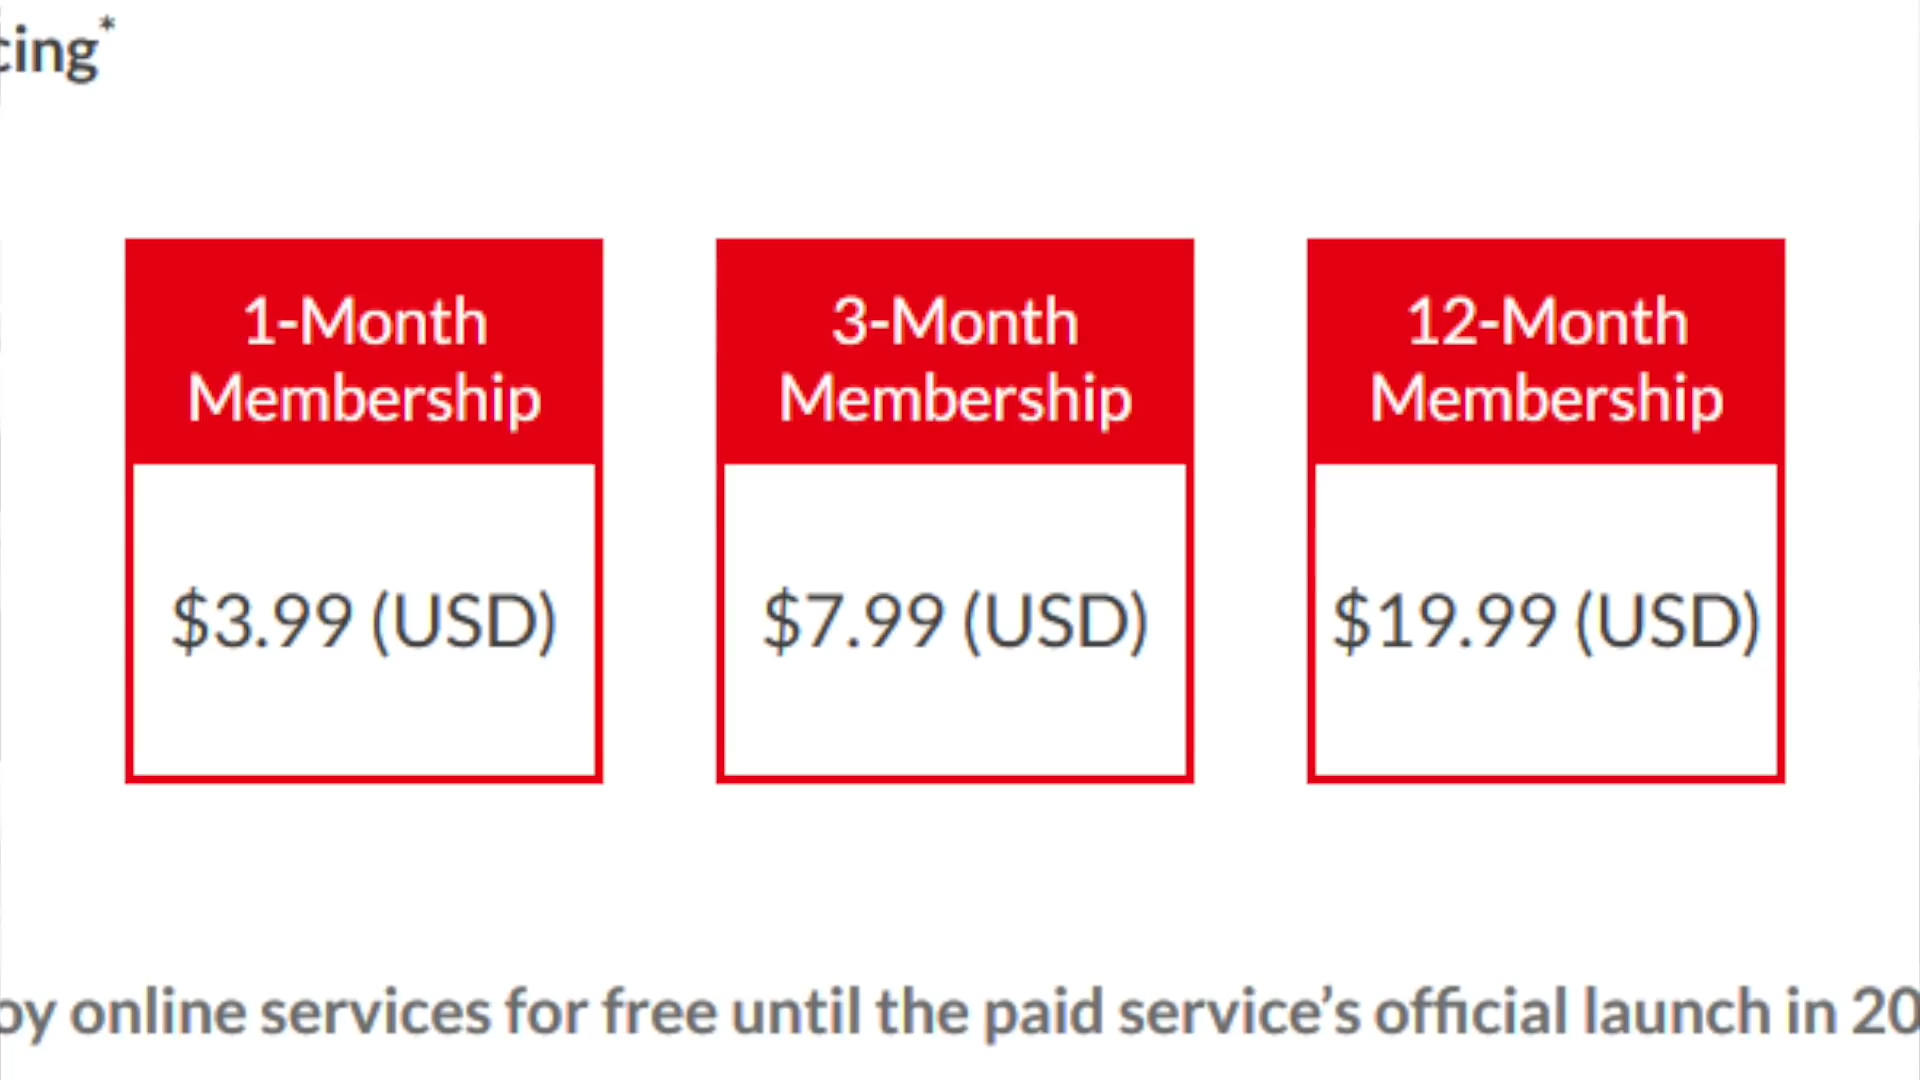 cing*
1-Month
Membership
3-Month
Membership
12-Month
Membership
$3.99 (USD)
$7.99 (USD)
$19.99 (USD)
oy online services for free until the paid service's official launch in 20